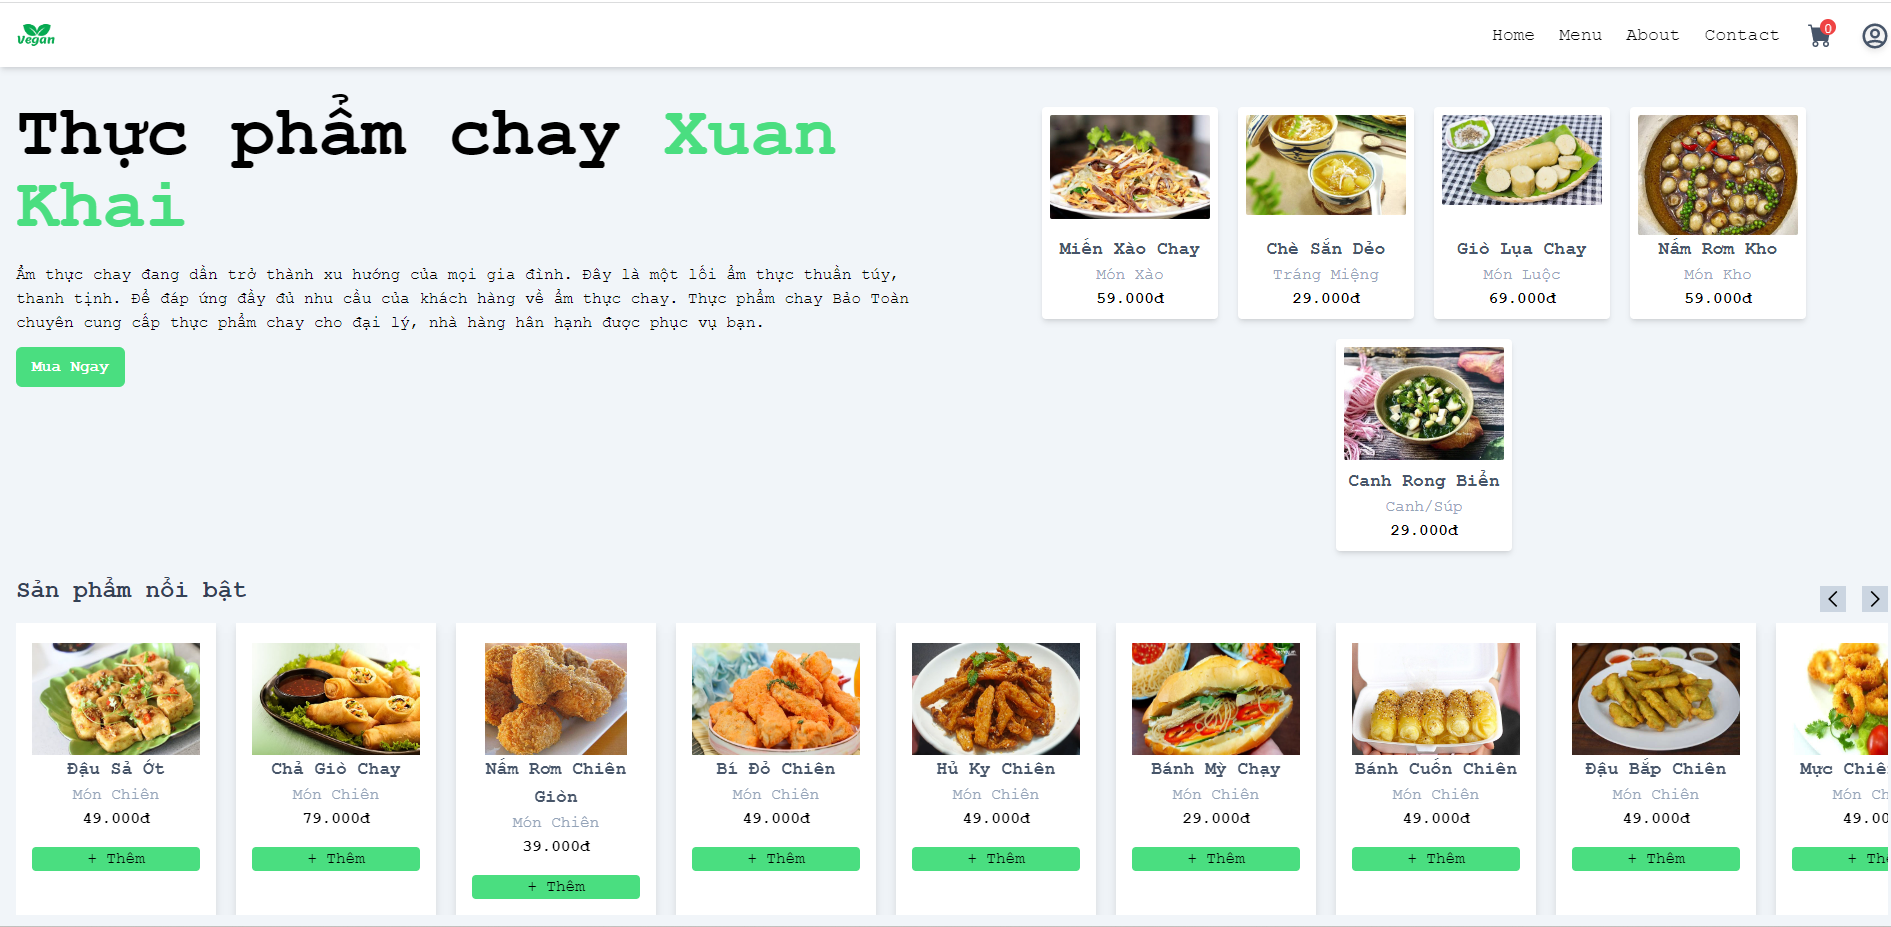 Vegan
Home Menu About Contact 0
Thực phẩm chay Xuan
Khai
Ẩm thực chay đang dần trở thành xu hướng của mọi gia đình. Đây là một lối ẩm thực thuần túy,
thanh tịnh. Để đáp ứng đầy đủ nhu cầu của khách hàng về ẩm thực chay. Thực phẩm chay Bảo Toàn
chuyên cung cấp thực phẩm chay cho đại lý, nhà hàng hân hạnh được phục vụ bạn.
Mua Ngay
Miến Xào Chay
Món Xào
59.000đ
Chè Sắn Dẻo
Tráng Miệng
29.000đ
Giò Lụa Chay
Món Luộc
69.000đ
Nấm Rơm Kho
Món Kho
59.000đ
Canh Rong Biển
Canh/Súp
29.000đ
Sản phẩm nổi bật
Đậu Sả Ớt
Món Chiên
49.000đ
+ Thêm
Chả Giò Chay
Món Chiên
79.000đ
+ Thêm
Nấm Rơm Chiên
Giòn
Món Chiên
39.000đ
+ Thêm
Bí Đỏ Chiên
Món Chiên
49.000đ
+ Thêm
Hủ Ky Chiên
Món Chiên
49.000đ
+ Thêm
Bánh Mỳ Chay
Món Chiên
29.000đ
+ Thêm
Bánh Cuốn Chiên
Món Chiên
49.000đ
+ Thêm
Đậu Bắp Chiên
Món Chiên
49.000đ
+ Thêm
Mực Chiê
Món Ch
49.00
+ Th